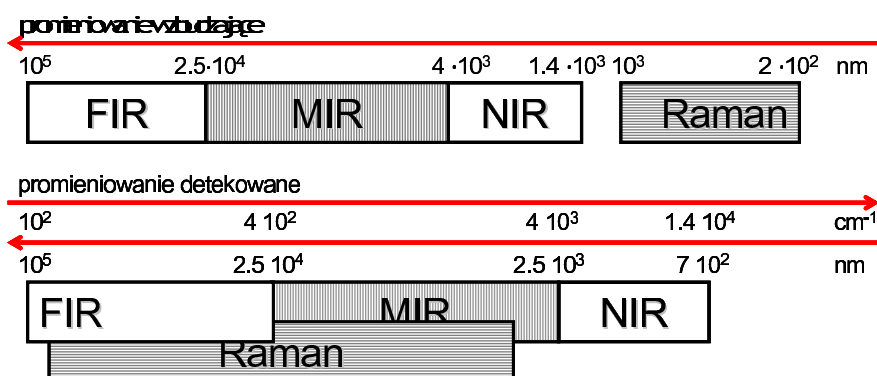 promieniowanie wzbudzające
10⁵ 2.5·10⁴ 4 ·10³ 1.4 ·10³ 10³ 2 ·10² nm
FIR MIR NIR Raman
promieniowanie detekowane
10² 4 10² 4 10³ 1.4 10⁴ cm⁻¹
10⁵ 2.5 10⁴ 2.5 10³ 7 10² nm
FIR MIR NIR
Raman